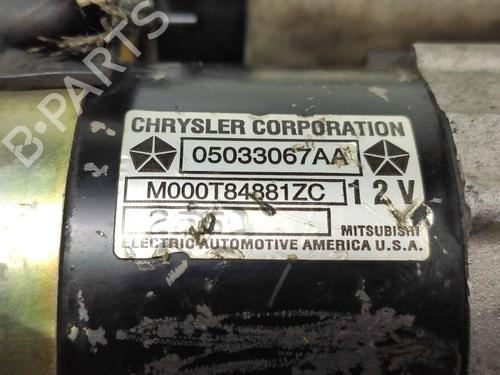 CHRYSLER CORPORATION
05033067AA
M000T84881ZC 12V
MITSUBISHI
ELECTRIC AUTOMOTIVE AMERICA U.S.A.
B-PARTS